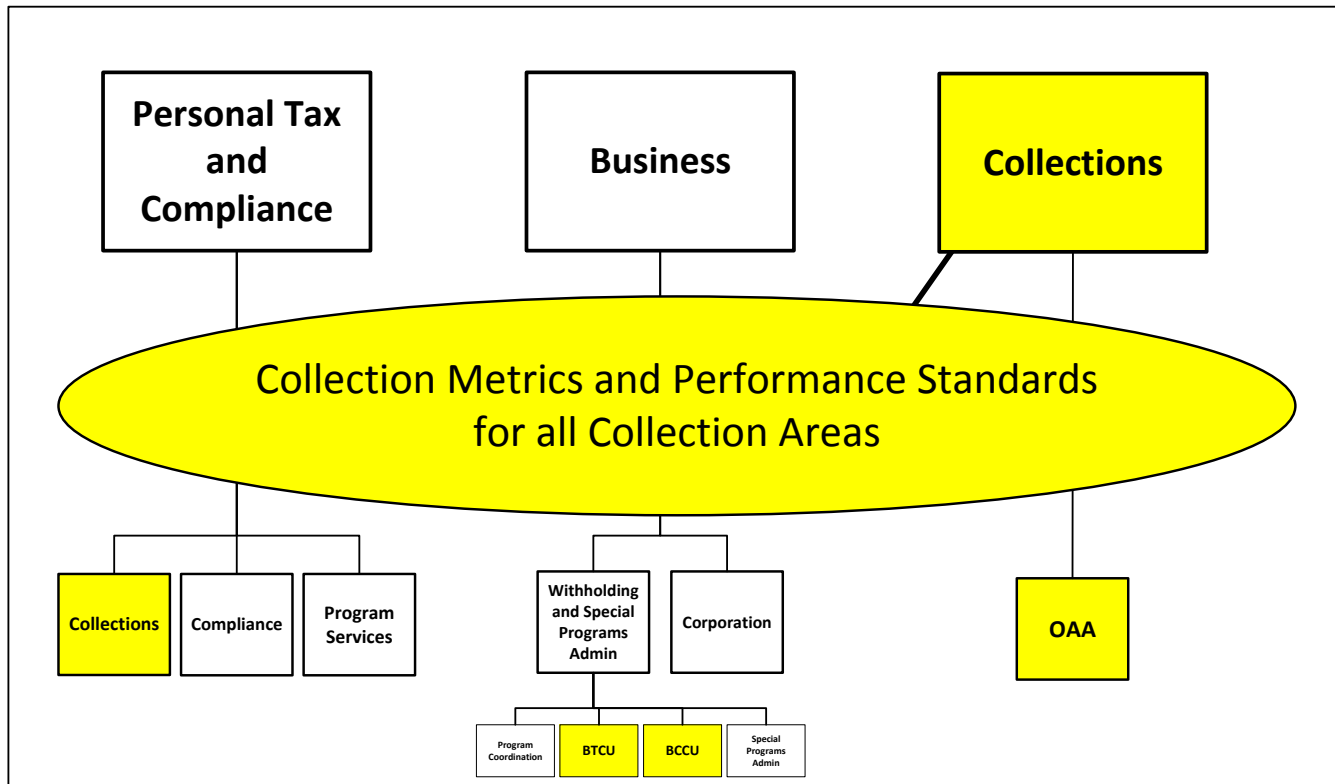 Personal Tax
and
Compliance
Business
Collections
Collection Metrics and Performance Standards
for all Collection Areas
Collections
Compliance
Program
Services
Withholding
and Special
Programs
Admin
Corporation
OAA
Program
Coordination
BTCU
BCCU
Special
Programs
Admin